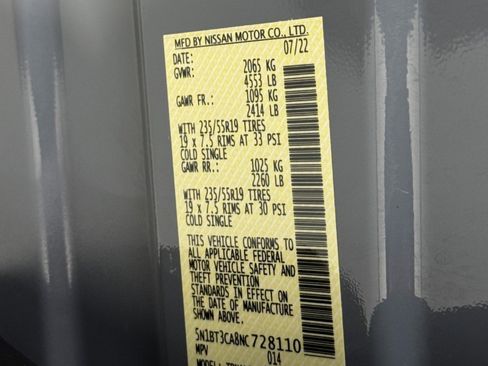 MFD BY NISSAN MOTOR CO., LTD.
DATE: 07/22
GVWR: 2065 KG
4553 LB
GAWR FR.: 1095 KG
2414 LB
WITH 235/55R19 TIRES
19 x 7.5 RIMS AT 33 PSI
COLD SINGLE
GAWR RR.: 1025 KG
2260 LB
WITH 235/55R19 TIRES
19 x 7.5 RIMS AT 30 PSI
COLD SINGLE
THIS VEHICLE CONFORMS TO
ALL APPLICABLE FEDERAL
MOTOR VEHICLE SAFETY AND
THEFT PREVENTION
STANDARDS IN EFFECT ON
THE DATE OF MANUFACTURE
SHOWN ABOVE.
5N1BT3CA8NC728110
MPV 014